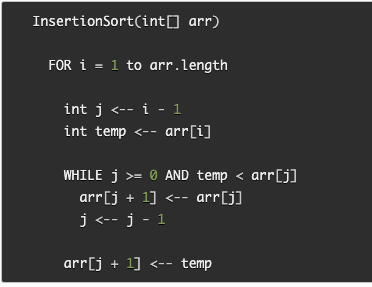 InsertionSort(int[] arr)
FOR i = 1 to arr.length
int j <-- i - 1
int temp <-- arr[i]
WHILE j >= 0 AND temp < arr[j]
arr[j + 1] <-- arr[j]
j <-- j - 1
arr[j + 1] <-- temp